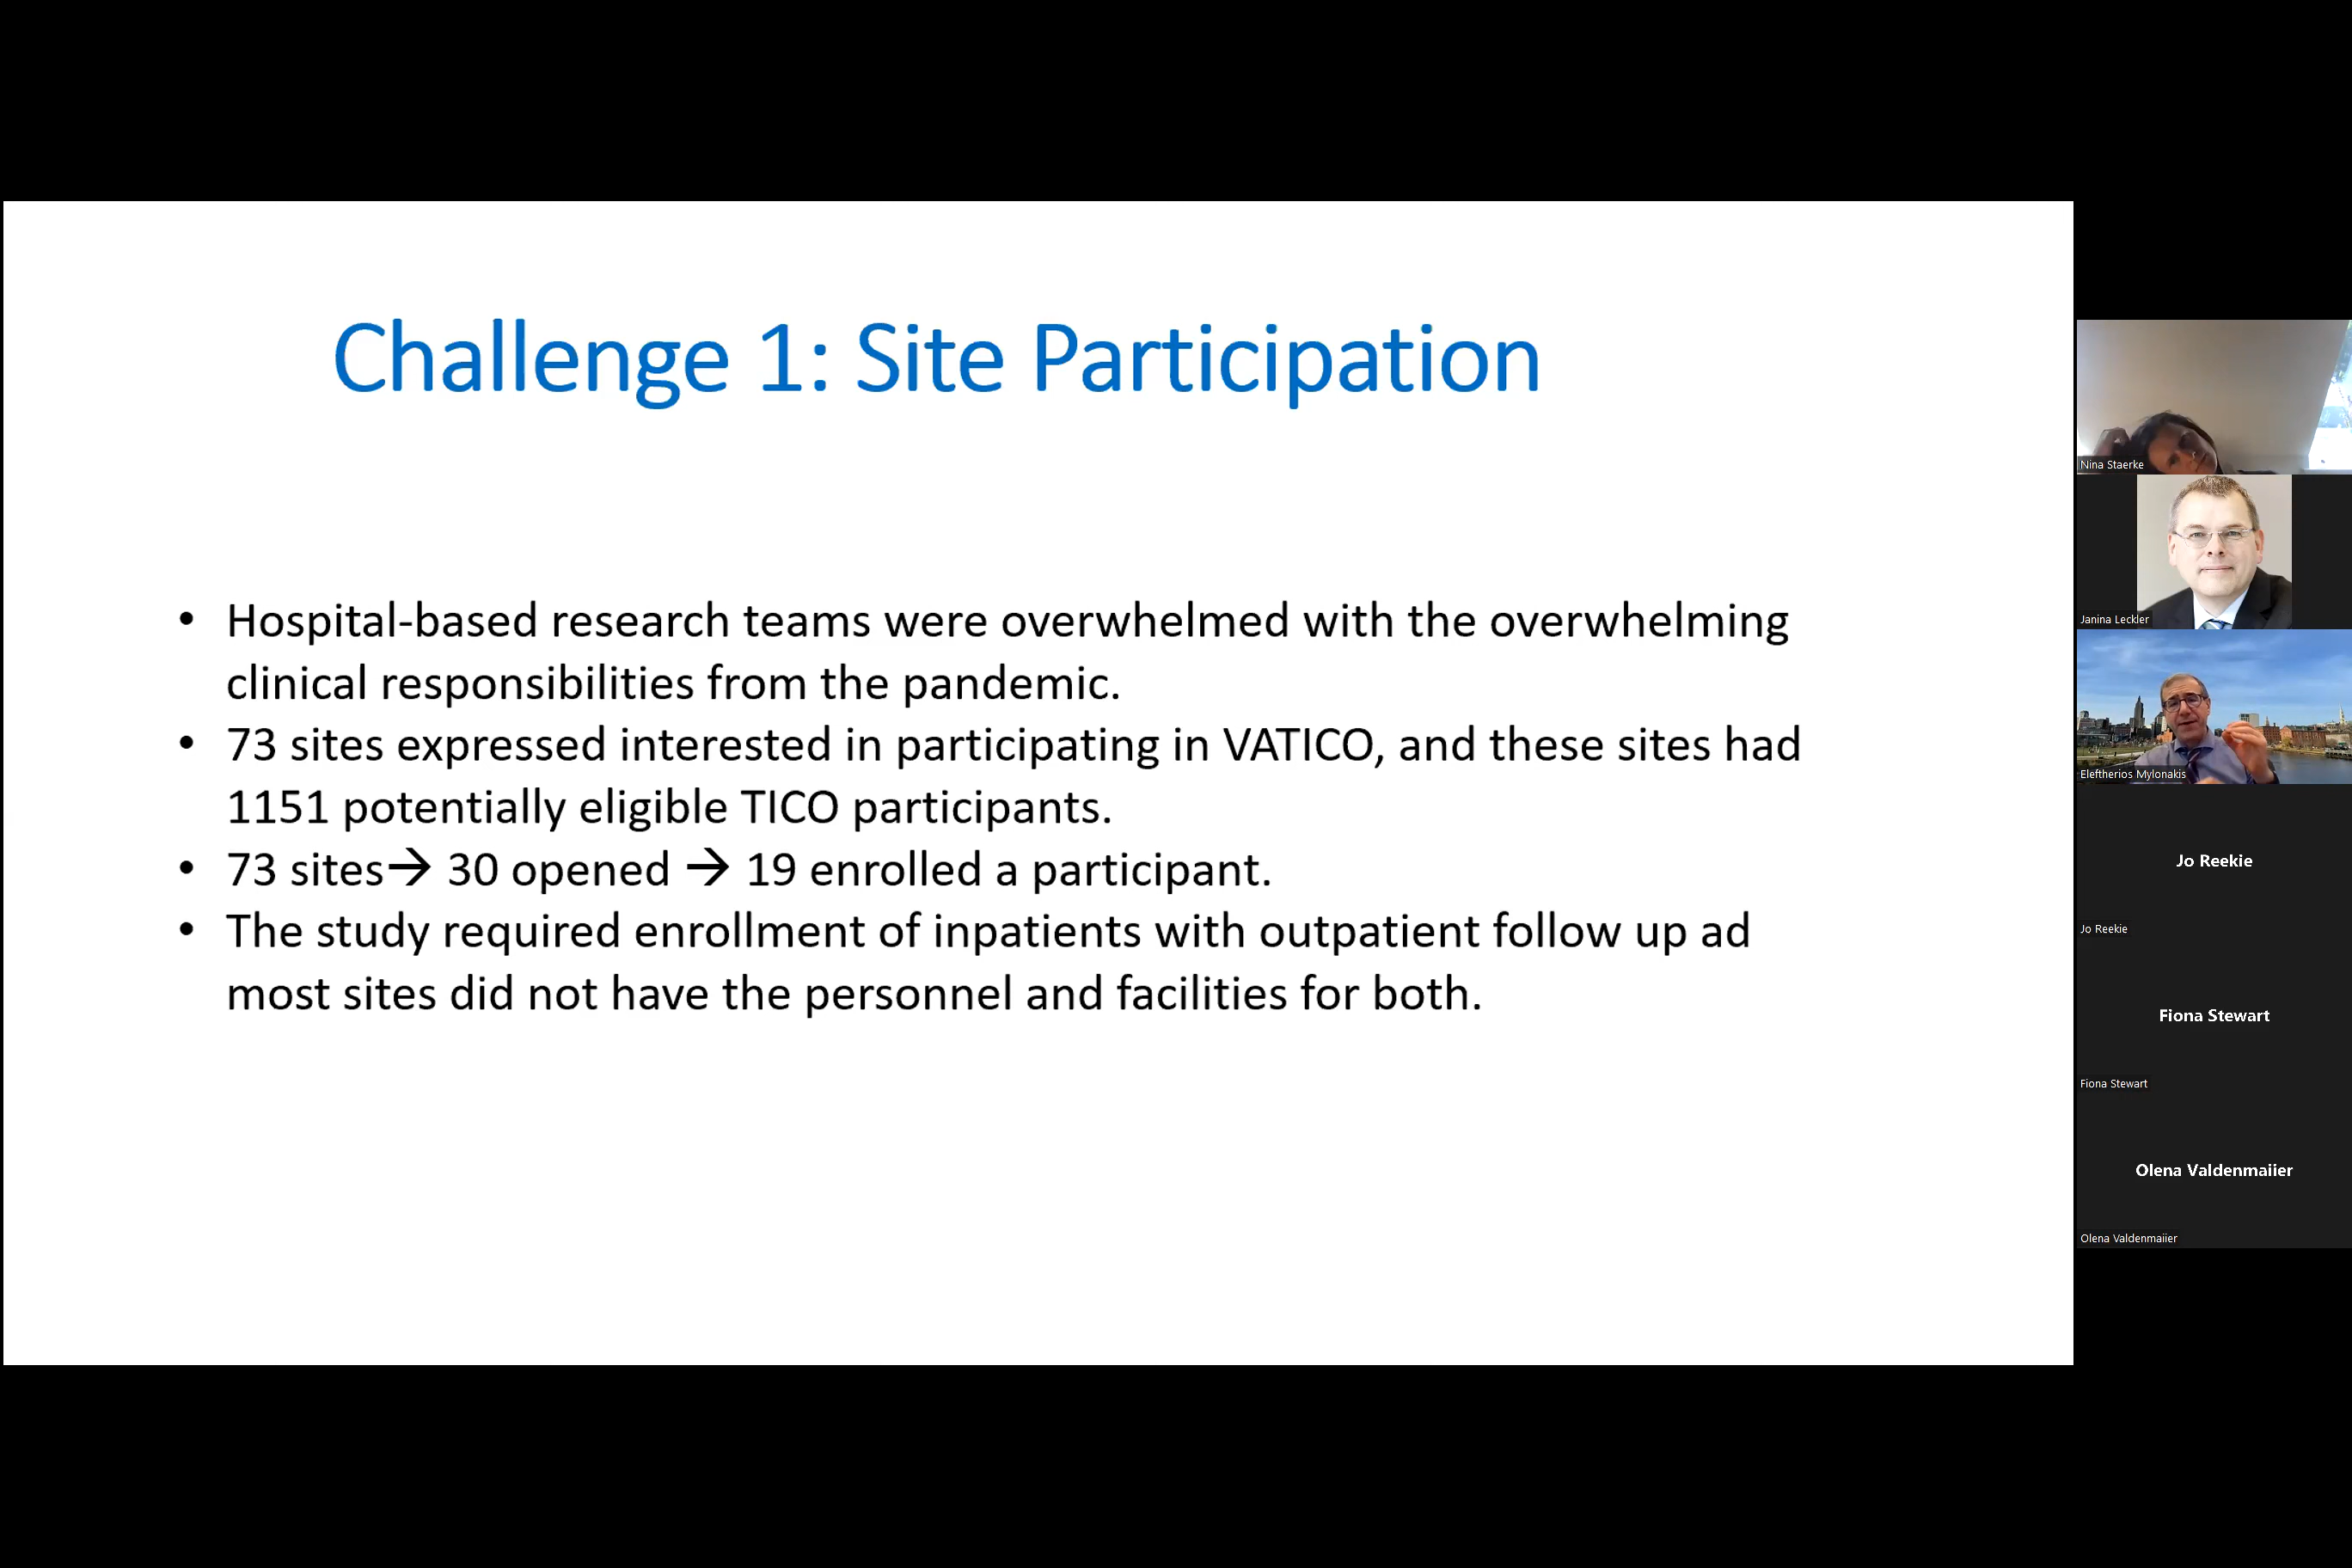 Challenge 1: Site Participation
• Hospital-based research teams were overwhelmed with the overwhelming
clinical responsibilities from the pandemic.
• 73 sites expressed interested in participating in VATICO, and these sites had
1151 potentially eligible TICO participants.
• 73 sites→ 30 opened → 19 enrolled a participant.
• The study required enrollment of inpatients with outpatient follow up ad
most sites did not have the personnel and facilities for both.
Nina Staerke
Janina Leckler
Eleftherios Mylonakis
Jo Reekie
Jo Reekie
Fiona Stewart
Fiona Stewart
Olena Valdenmaiier
Olena Valdenmaiier